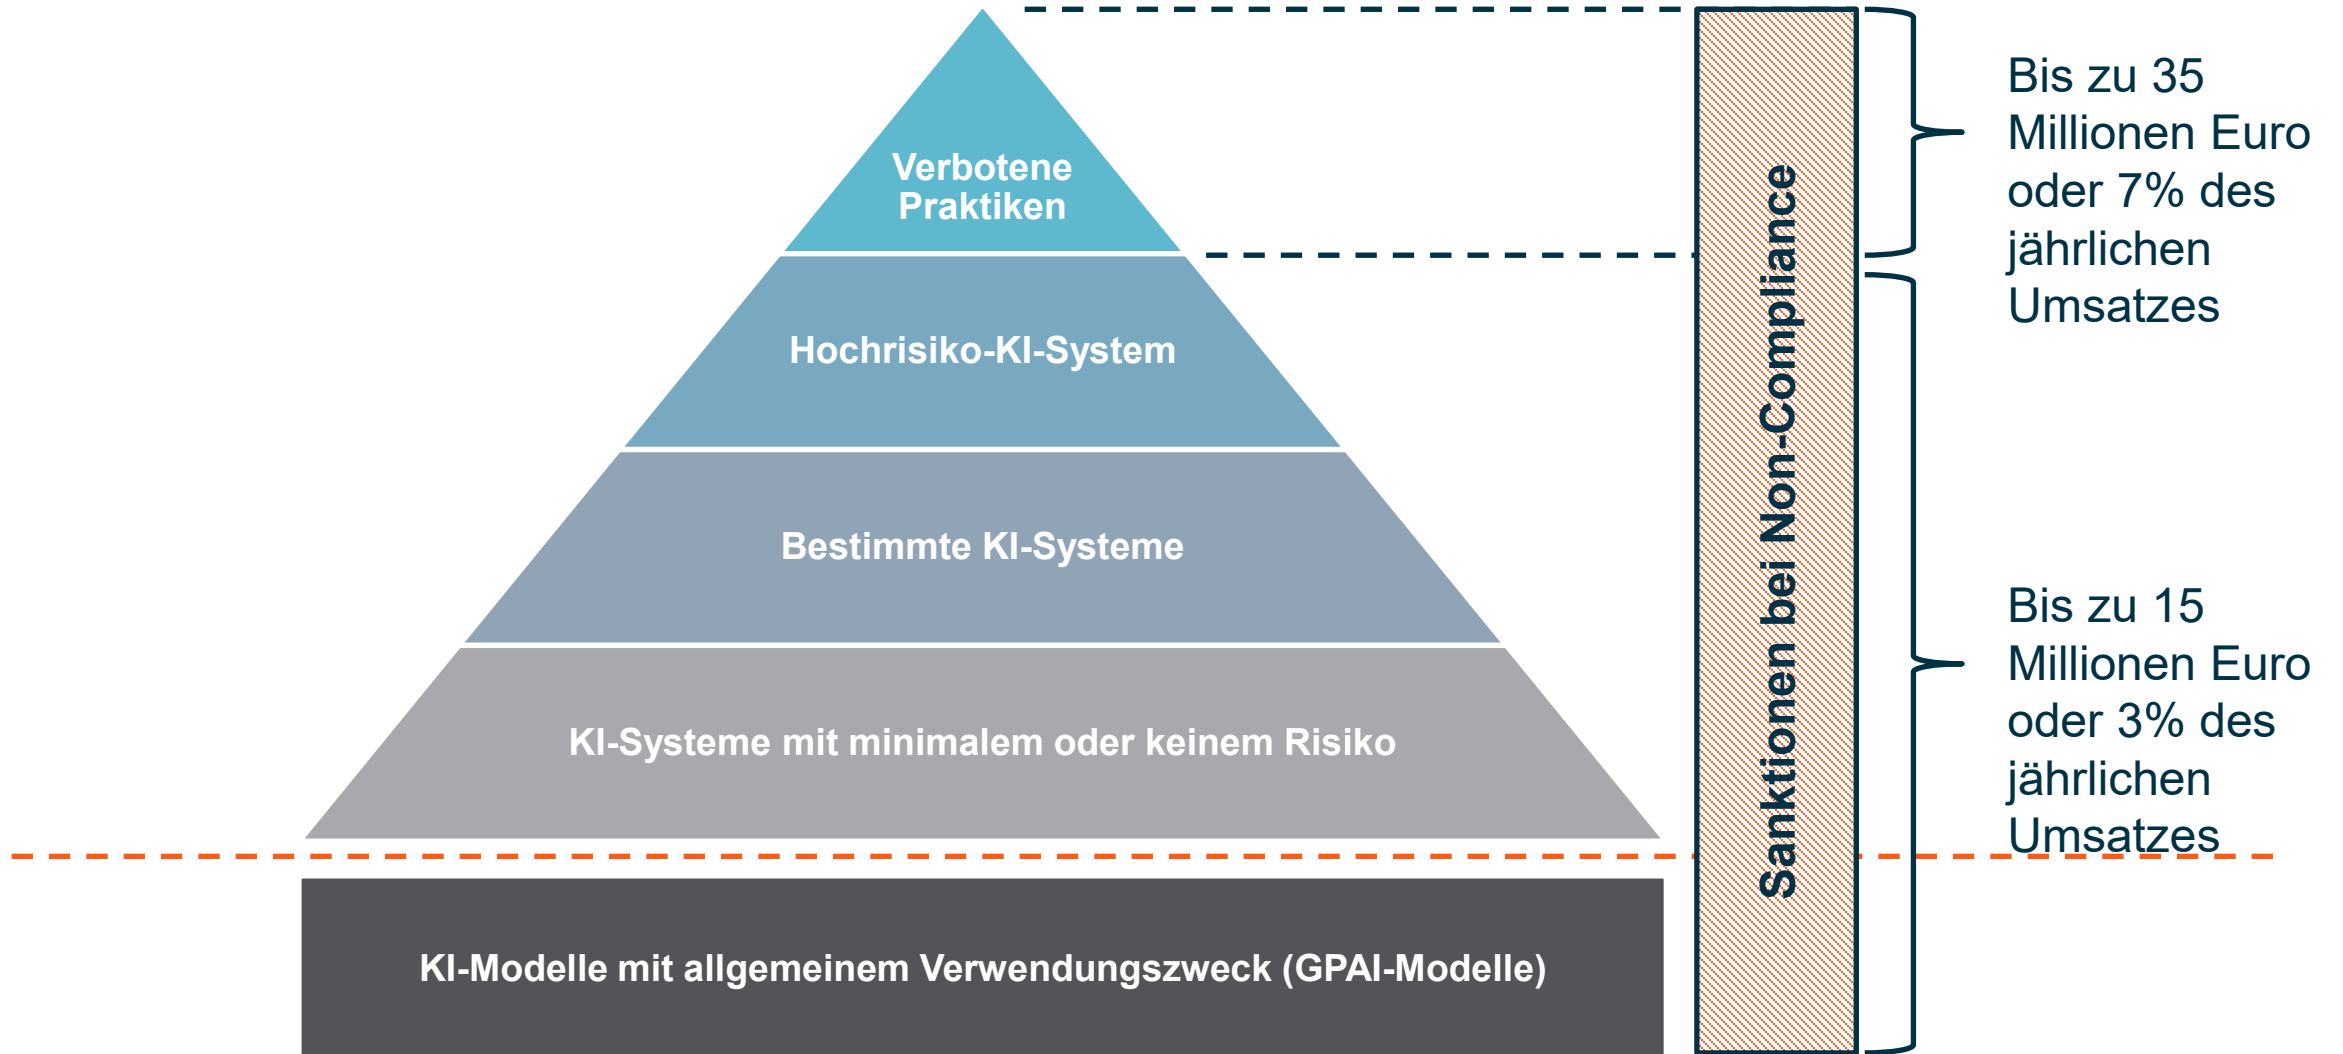 Verbotene
Praktiken
Hochrisiko-KI-System
Bestimmte KI-Systeme
KI-Systeme mit minimalem oder keinem Risiko
KI-Modelle mit allgemeinem Verwendungszweck (GPAI-Modelle)
Sanktionen bei Non-Compliance
Bis zu 35
Millionen Euro
oder 7% des
jährlichen
Umsatzes
Bis zu 15
Millionen Euro
oder 3% des
jährlichen
Umsatzes